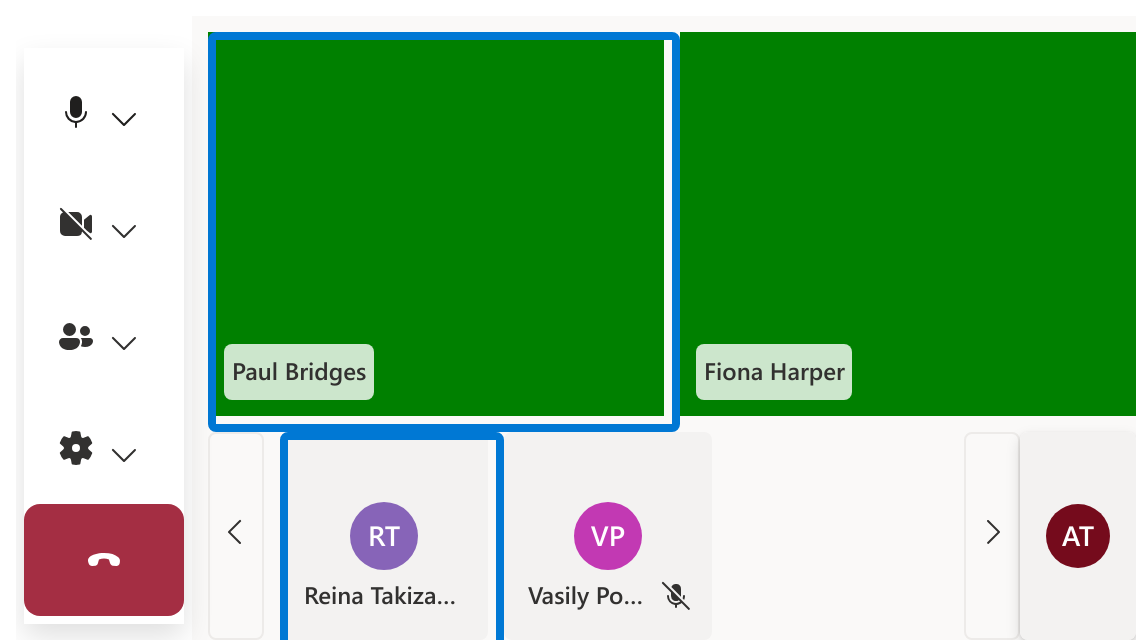 Paul Bridges
Fiona Harper
RT
VP
AT
Reina Takiza...
Vasily Po...